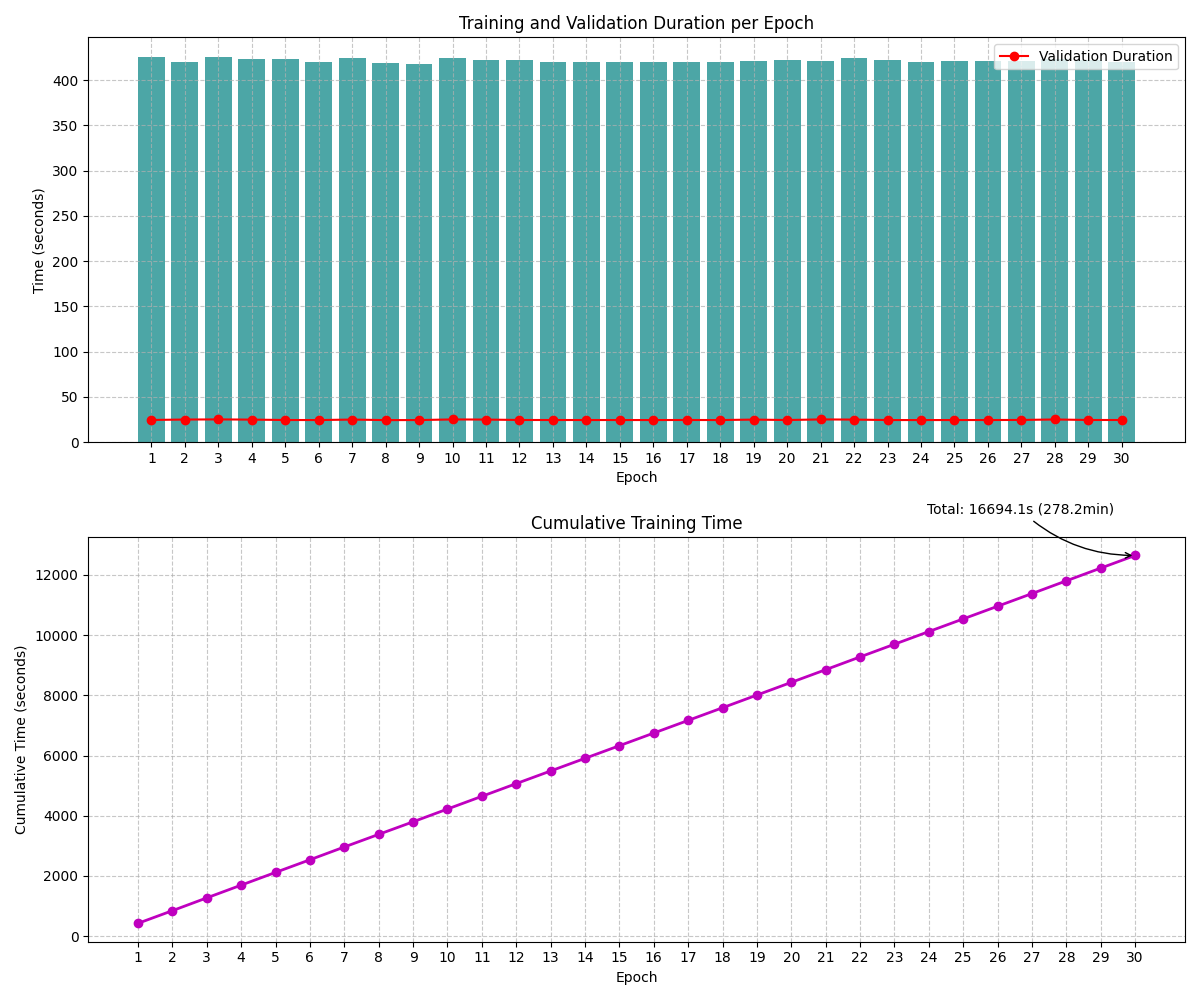 Training and Validation Duration per Epoch
Validation Duration
Time (seconds)
400
350
300
250
200
150
100
50
0
1 2 3 4 5 6 7 8 9 10 11 12 13 14 15 16 17 18 19 20 21 22 23 24 25 26 27 28 29 30
Epoch
Total: 16694.1s (278.2min)
Cumulative Training Time
Cumulative Time (seconds)
12000
10000
8000
6000
4000
2000
0
1 2 3 4 5 6 7 8 9 10 11 12 13 14 15 16 17 18 19 20 21 22 23 24 25 26 27 28 29 30
Epoch